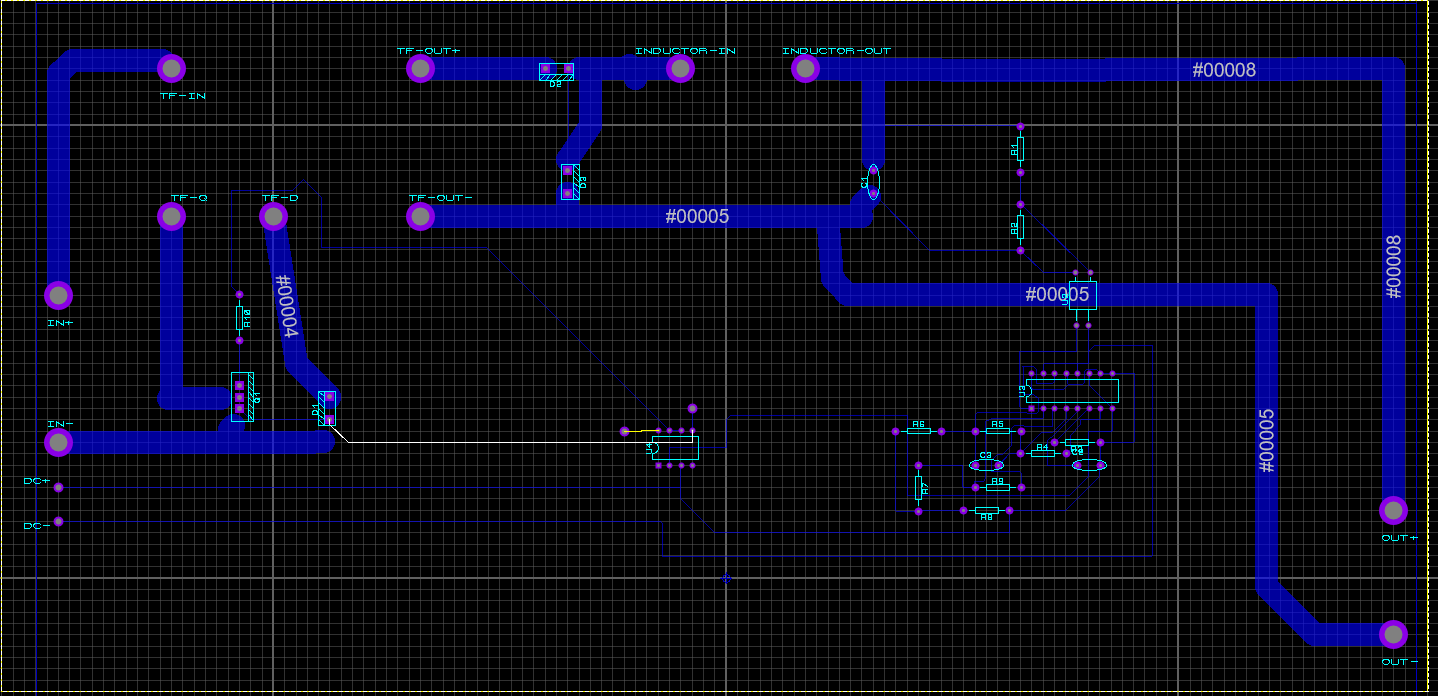 TF-OUT+
INDUCTOR-IN
INDUCTOR-OUT
#00008
D2
TF-IN
R1
D3
C1
TF-Q
TF-D
TF-OUT-
#00005
R2
#00008
#00004
#00005
IN+
R10
Q1
D1
U3
IN-
#00005
R6
R5
U4
R4
C3
DC+
R9
R7
R8
DC-
OUT+
OUT-